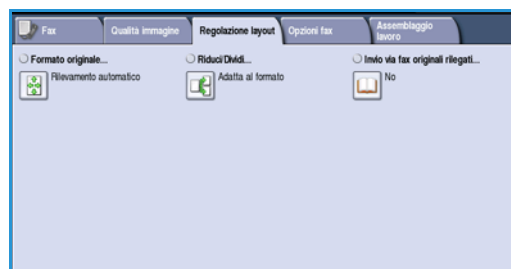 Fax
Qualità immagine
Regolazione layout
Opzioni fax
Assemblaggio
lavoro
Formato originale...
Rilevamento automatico
Riduci/Dividi...
Adatta al formato
Invio via fax originali rilegati...
No